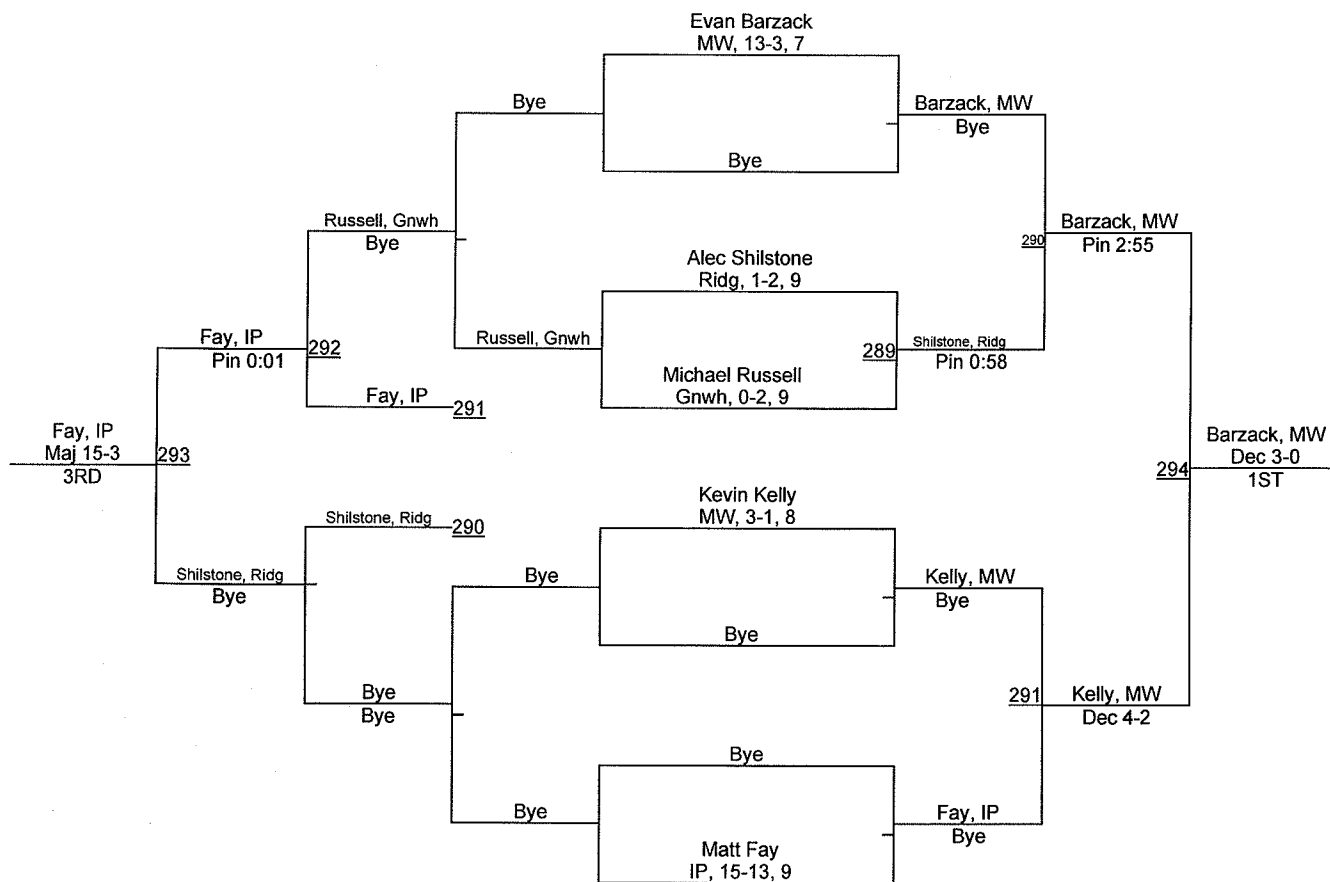 Evan Barzack
MW, 13-3, 7
Bye
Barzack, MW
Bye
Bye
Russell, Gnwh
Bye
290
Barzack, MW
Pin 2:55
Alec Shilstone
Ridg, 1-2, 9
Fay, IP
Pin 0:01
292
Russell, Gnwh
289
Shilstone, Ridg
Pin 0:58
Michael Russell
Gnwh, 0-2, 9
Fay, IP
291
Fay, IP
Maj 15-3
3RD
293
294
Barzack, MW
Dec 3-0
1ST
Kevin Kelly
MW, 3-1, 8
Shilstone, Ridg
290
Shilstone, Ridg
Bye
Bye
Kelly, MW
Bye
Bye
Bye
Bye
291
Kelly, MW
Dec 4-2
Bye
Bye
Fay, IP
Bye
Matt Fay
IP, 15-13, 9